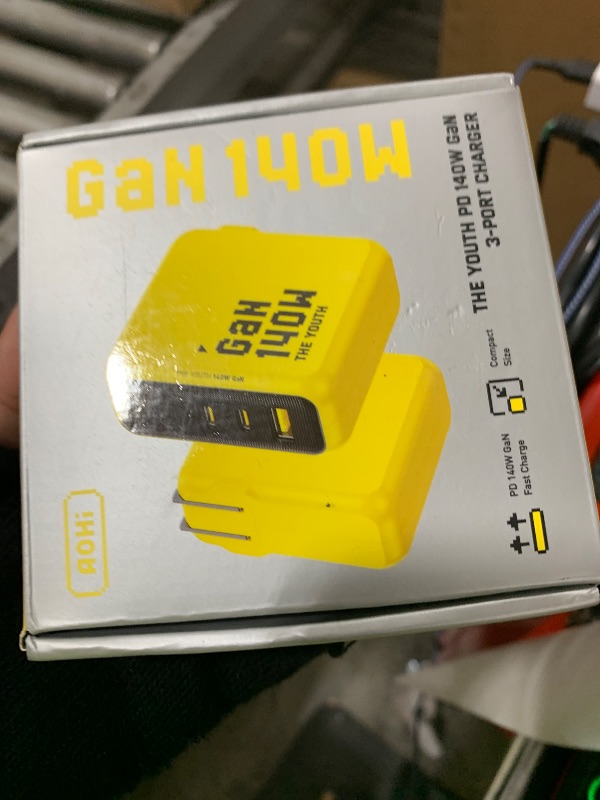 GaN 140W
THE YOUTH PD 140W GaN
3-PORT CHARGER
GaN
140W
THE YOUTH
Compact
Size
PD 140W GaN
Fast Charge
AOHi